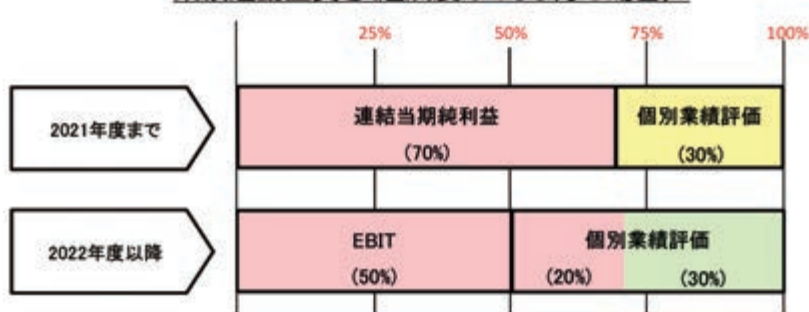 25% 50% 75% 100%
2021年度まで
連結当期純利益
(70%)
個別業績評価
(30%)
2022年度以降
EBIT
(50%)
個別業績評価
(20%) (30%)